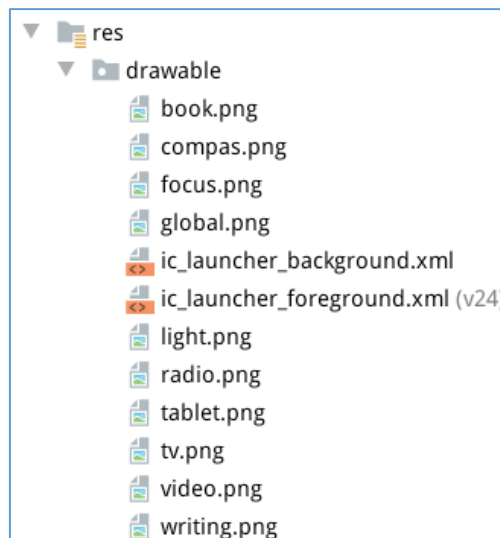 res
drawable
book.png
compas.png
focus.png
global.png
ic_launcher_background.xml
ic_launcher_foreground.xml (v24)
light.png
radio.png
tablet.png
tv.png
video.png
writing.png